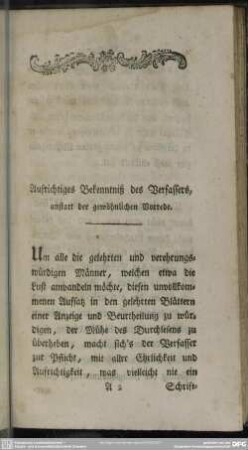 Aufrichtiges Bekenntniß des Verfassers,
anstatt der gewöhnlichen Vorrede.
Um alle die gelehrten und verehrungs-
würdigen Männer, welchen etwa die
Lust anwandeln möchte, diesen unvollkom-
menen Aufsatz in den gelehrten Blättern
einer Anzeige und Beurtheilung zu wür-
digen, der Mühe des Durchlesens zu
überheben, macht sich's der Verfasser
zur Pflicht, mit aller Ehrlichkeit und
Aufrichtigkeit, was vielleicht nie ein
A 2 Schrift-